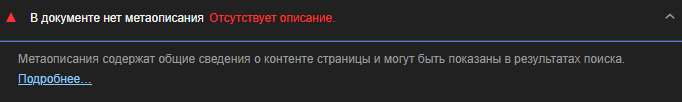 В документе нет метаописания Отсутствует описание.
Метаописания содержат общие сведения о контенте страницы и могут быть показаны в результатах поиска.
Подробнее…